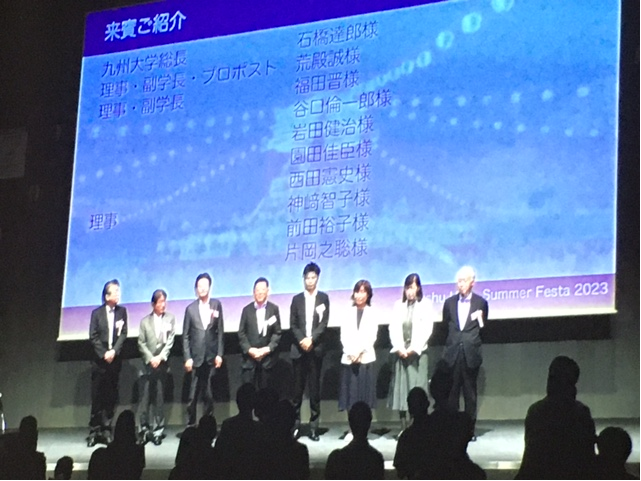 来賓ご紹介
九州大学総長 石橋達郎様
理事・副学長・プロボスト 荒殿誠様
理事・副学長 福田晋様
谷口倫一郎様
岩田健治様
園田佳巨様
西田憲史様
理事 神﨑智子様
前田裕子様
片岡之聡様
Summer Festa 2023